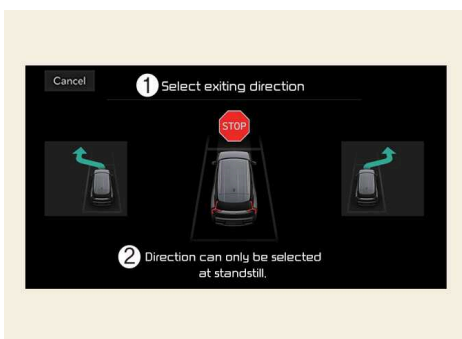 Cancel
1 Select exiting direction
STOP
2 Direction can only be selected
at standstill.